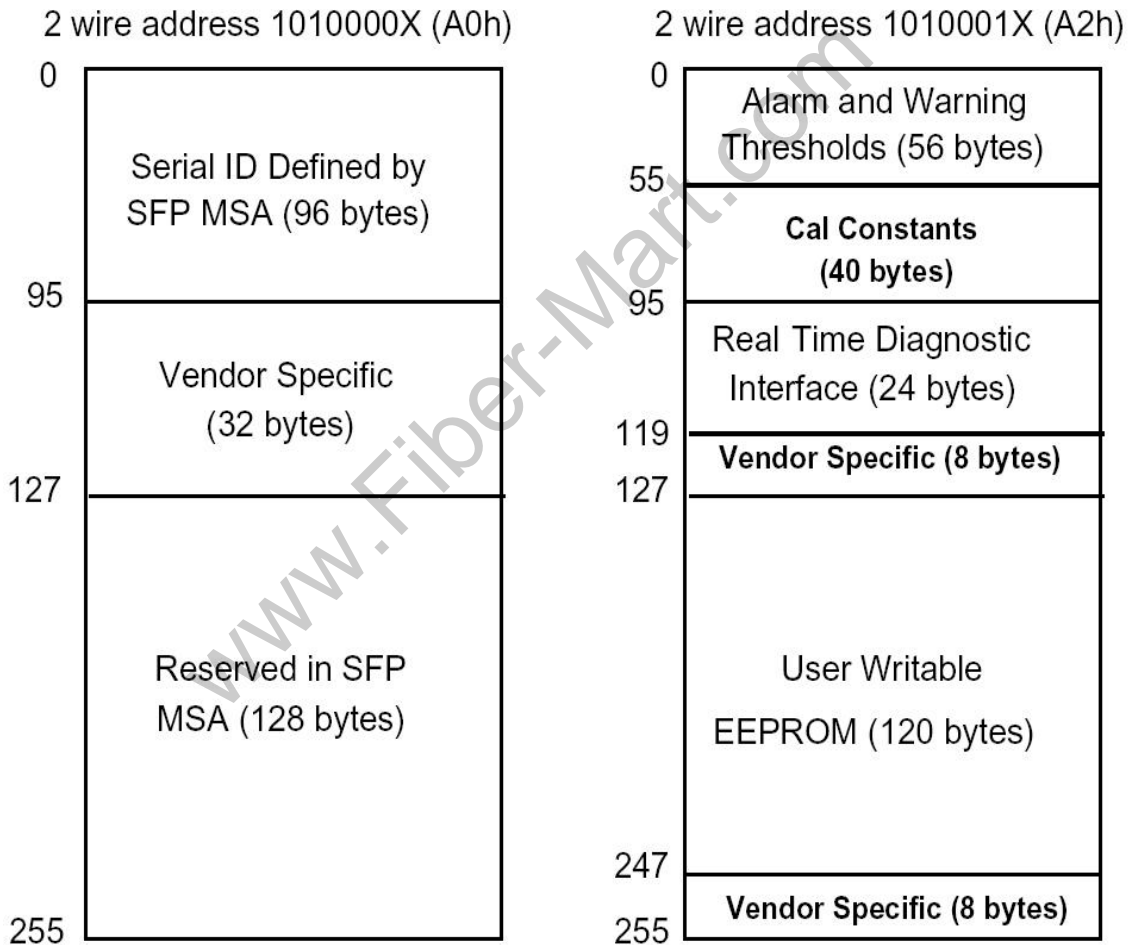 2 wire address 1010000X (A0h)
0
Serial ID Defined by
SFP MSA (96 bytes)
95
Vendor Specific
(32 bytes)
127
Reserved in SFP
MSA (128 bytes)
255
2 wire address 1010001X (A2h)
0
Alarm and Warning
Thresholds (56 bytes)
55
Cal Constants
(40 bytes)
95
Real Time Diagnostic
Interface (24 bytes)
119
Vendor Specific (8 bytes)
127
User Writable
EEPROM (120 bytes)
247
Vendor Specific (8 bytes)
255
www.Fiber-Mart.com